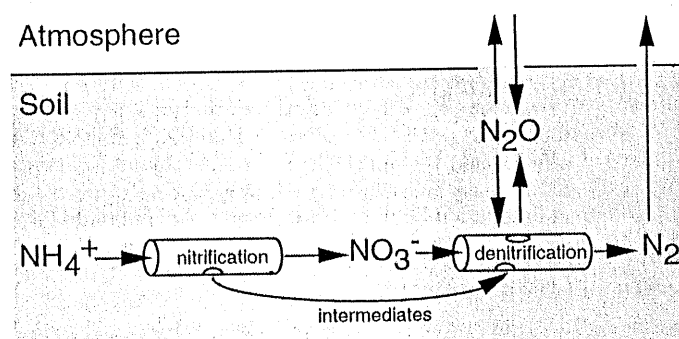 Atmosphere
Soil
N₂O
NH₄⁺ nitrification NO₃⁻ denitrification N₂
intermediates